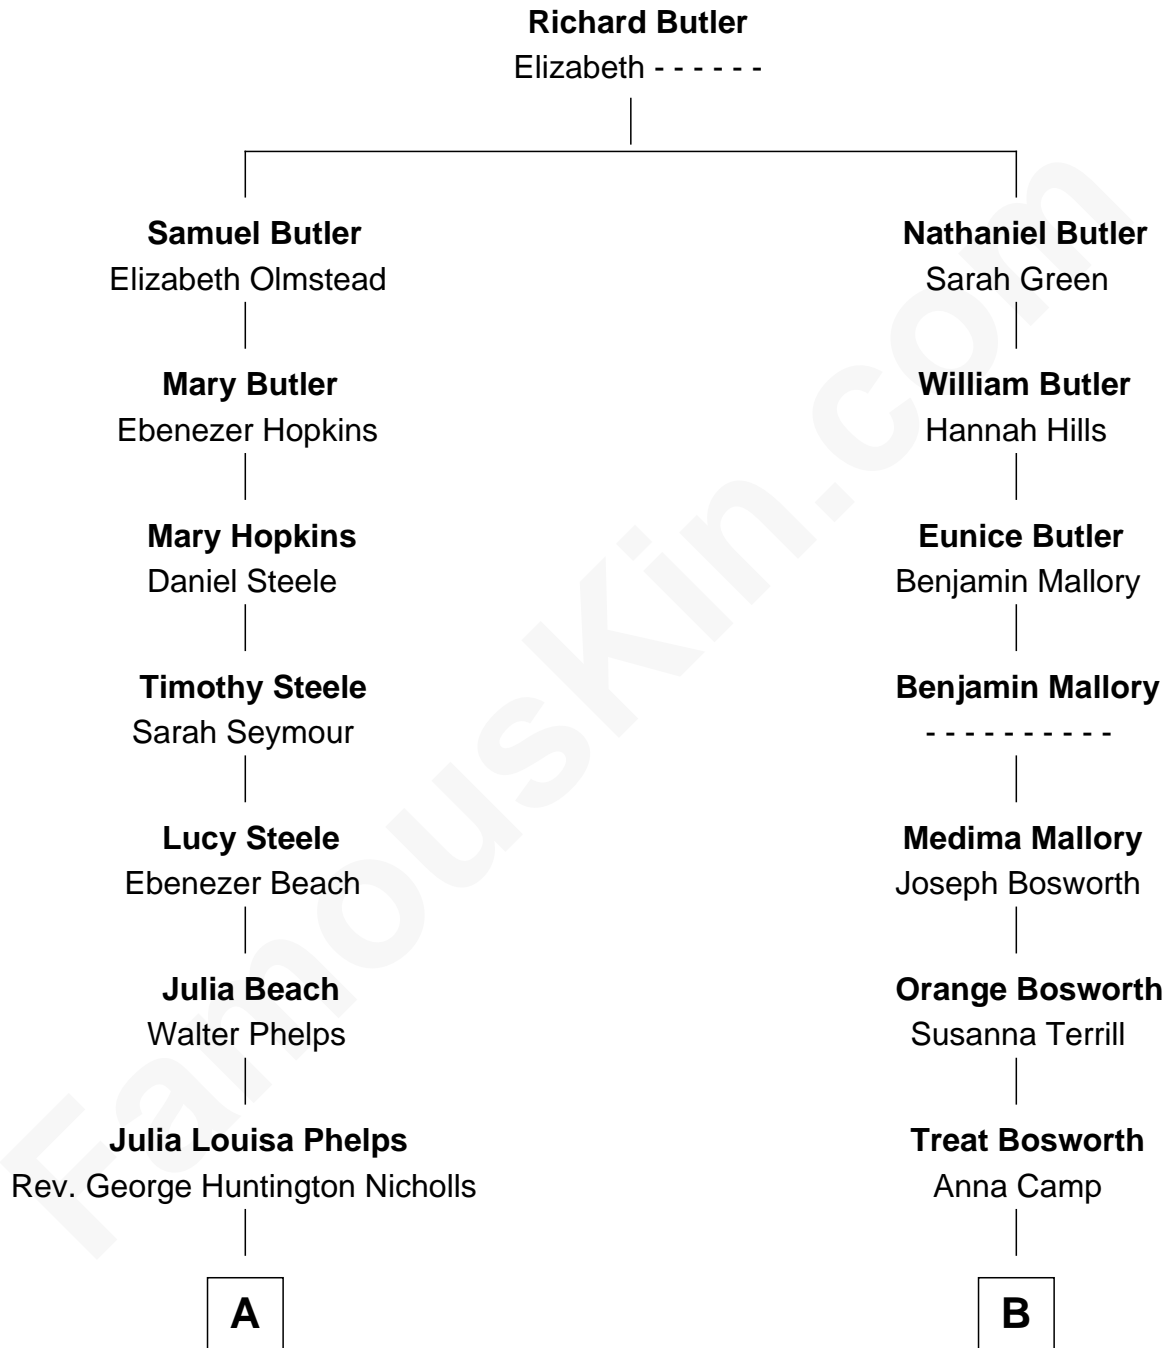 Richard Butler
Elizabeth - - - - - -
Samuel Butler
Elizabeth Olmstead
Mary Butler
Ebenezer Hopkins
Mary Hopkins
Daniel Steele
Timothy Steele
Sarah Seymour
Lucy Steele
Ebenezer Beach
Julia Beach
Walter Phelps
Julia Louisa Phelps
Rev. George Huntington Nicholls
A
Nathaniel Butler
Sarah Green
William Butler
Hannah Hills
Eunice Butler
Benjamin Mallory
Benjamin Mallory
- - - - - - - - - -
Medima Mallory
Joseph Bosworth
Orange Bosworth
Susanna Terrill
Treat Bosworth
Anna Camp
B
FamousKin.com